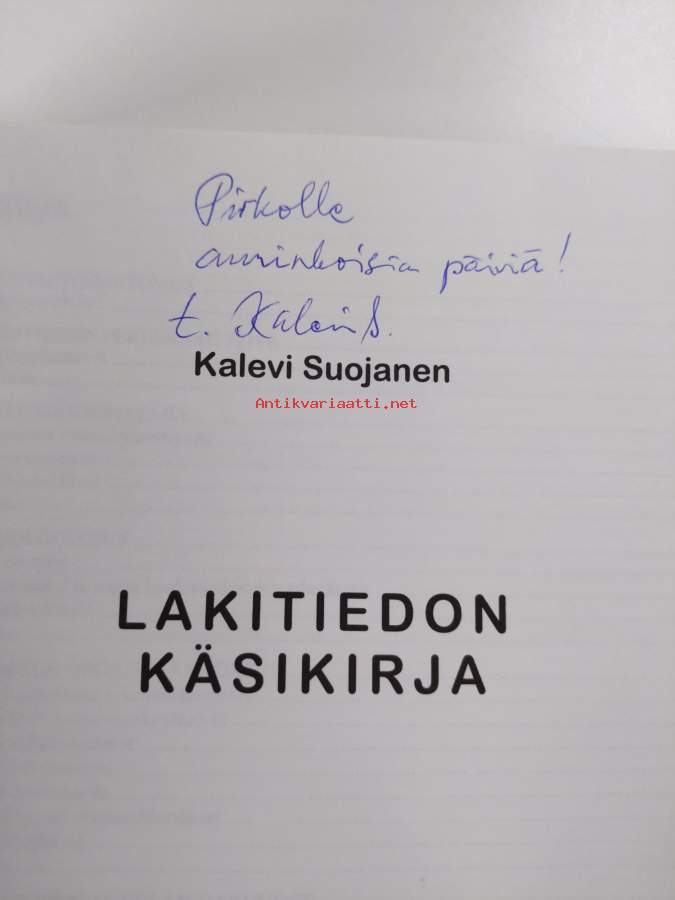 Pirkolle
aurinkoisia päiviä!
t. Kalevi S.
Kalevi Suojanen
Antikvariaatti.net
LAKITIEDON
KÄSIKIRJA